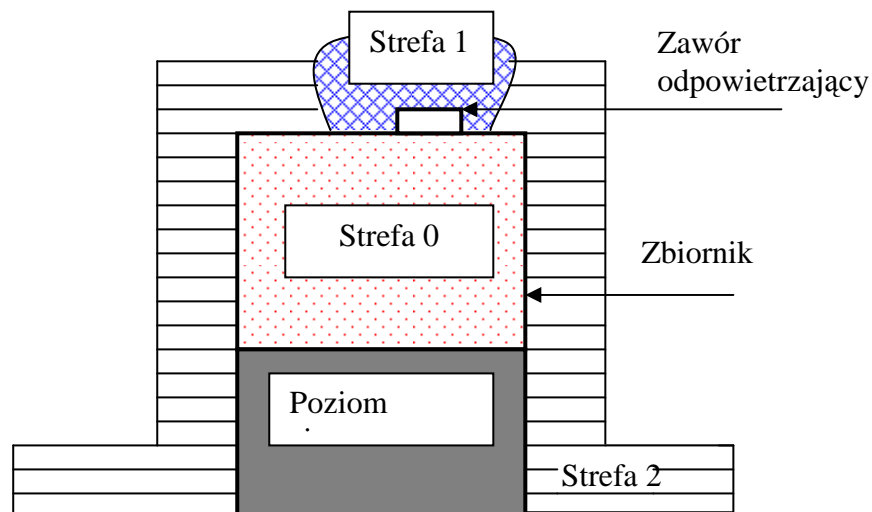 Strefa 1
Zawór
odpowietrzający
Strefa 0
Zbiornik
Poziom
Strefa 2